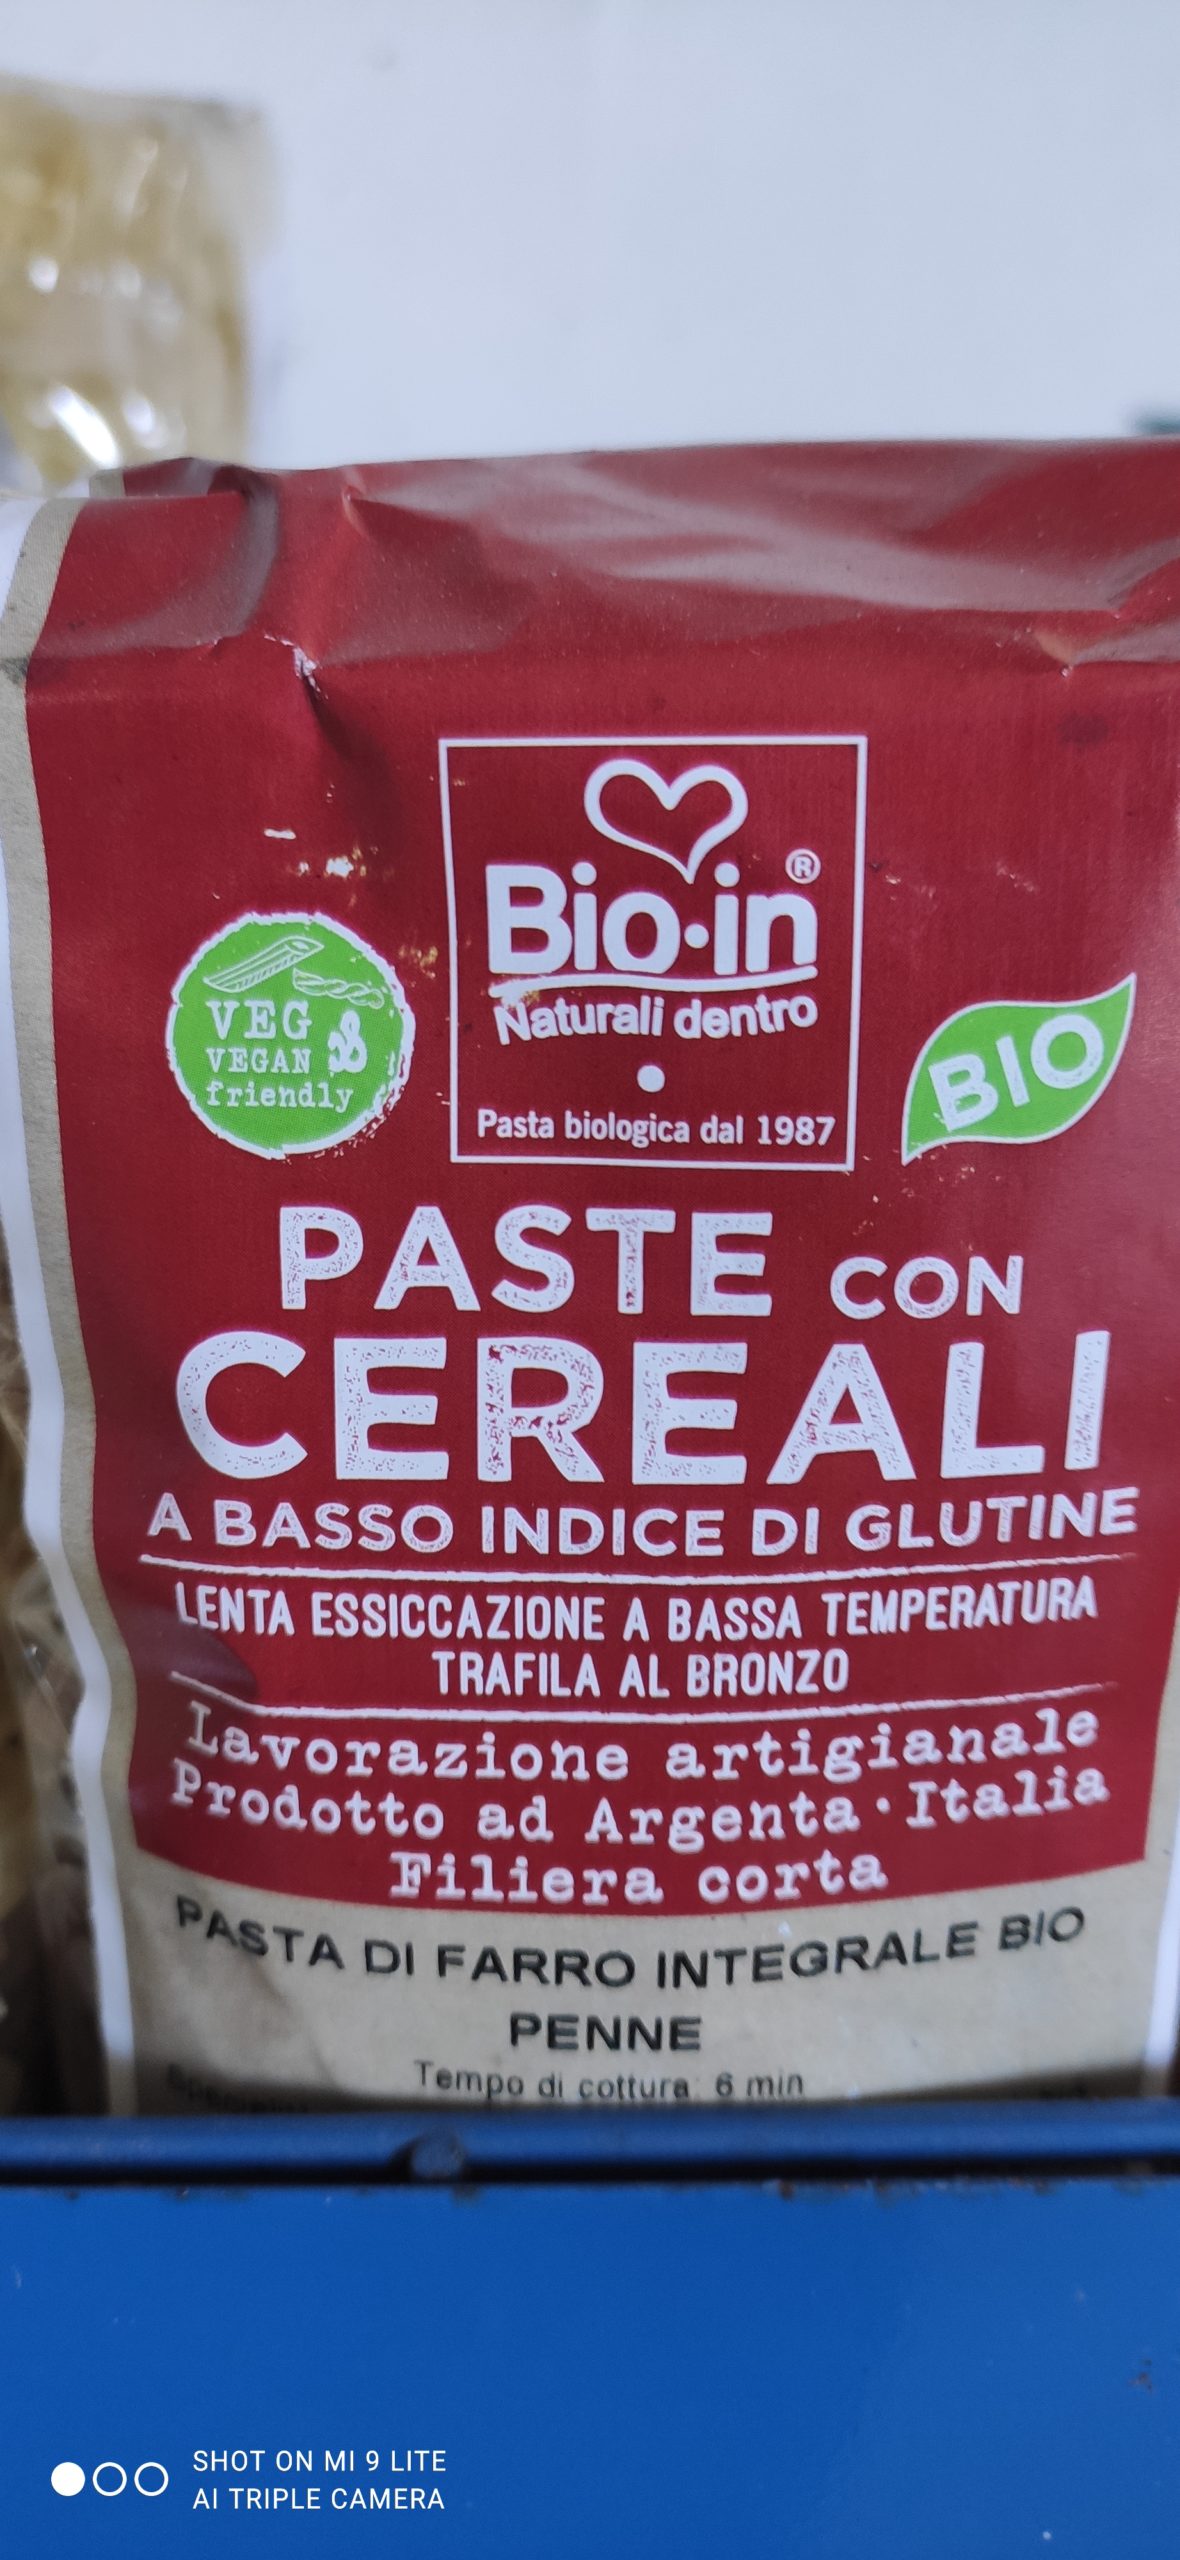 Bio·in®
Naturali dentro
Pasta biologica dal 1987
VEG
VEGAN
friendly
BIO
PASTE CON
CEREALI
A BASSO INDICE DI GLUTINE
LENTA ESSICCAZIONE A BASSA TEMPERATURA
TRAFILA AL BRONZO
Lavorazione artigianale
Prodotto ad Argenta·Italia
Filiera corta
PASTA DI FARRO INTEGRALE BIO
PENNE
Tempo di cottura: 6 min
SHOT ON MI 9 LITE
AI TRIPLE CAMERA